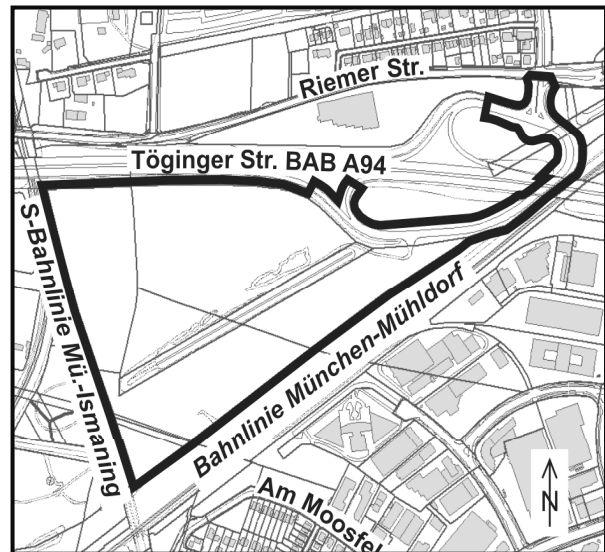 Riemer Str.
Töginger Str. BAB A94
S-Bahnlinie Mü.-Ismaning
Bahnlinie München-Mühldorf
Am Moosfel
N